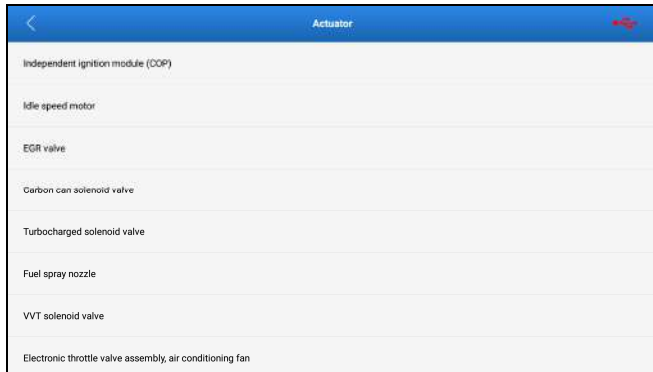 Actuator
Independent ignition module (COP)
Idle speed motor
EGR valve
Carbon can solenoid valve
Turbocharged solenoid valve
Fuel spray nozzle
VVT solenoid valve
Electronic throttle valve assembly, air conditioning fan